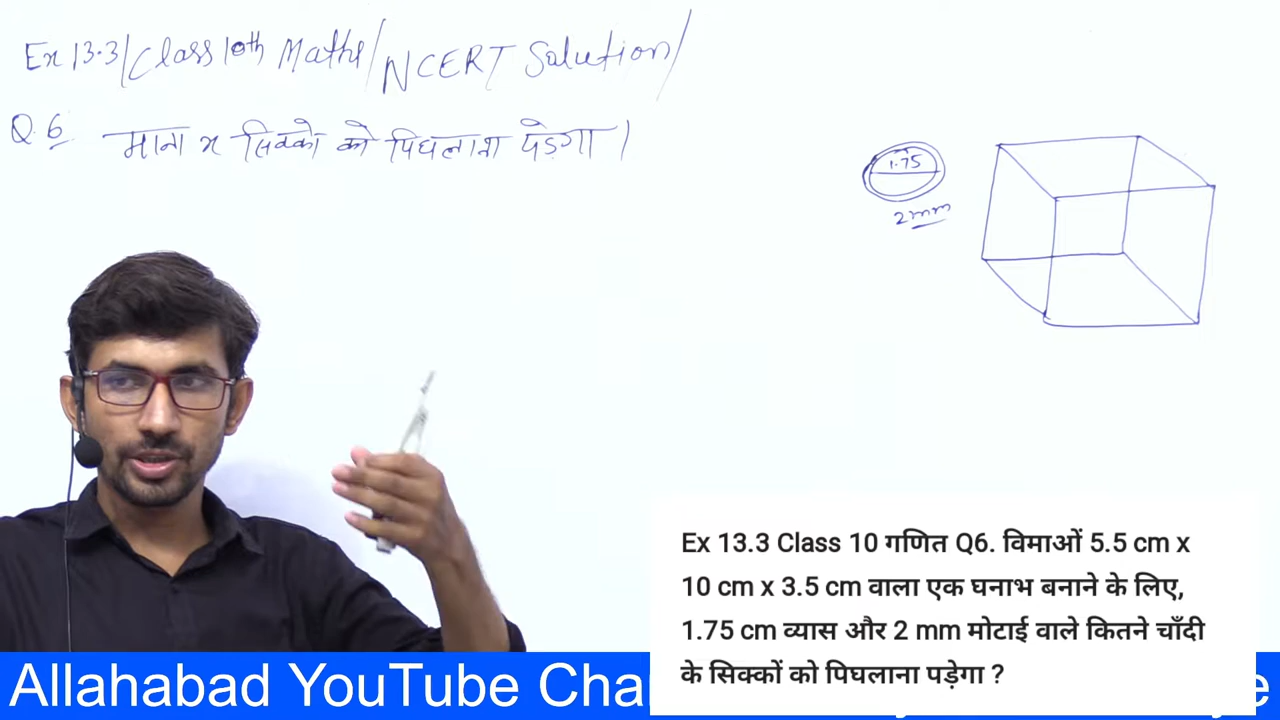 Ex 13.3/Class 10th Maths/NCERT Solution/
Q.6 माना x सिक्को को पिघलाना पड़ेगा।
1.75
2mm
Ex 13.3 Class 10 गणित Q6. विमाओं 5.5 cm x
10 cm x 3.5 cm वाला एक घनाभ बनाने के लिए,
1.75 cm व्यास और 2 mm मोटाई वाले कितने चाँदी
के सिक्कों को पिघलाना पड़ेगा ?
Allahabad YouTube Cha